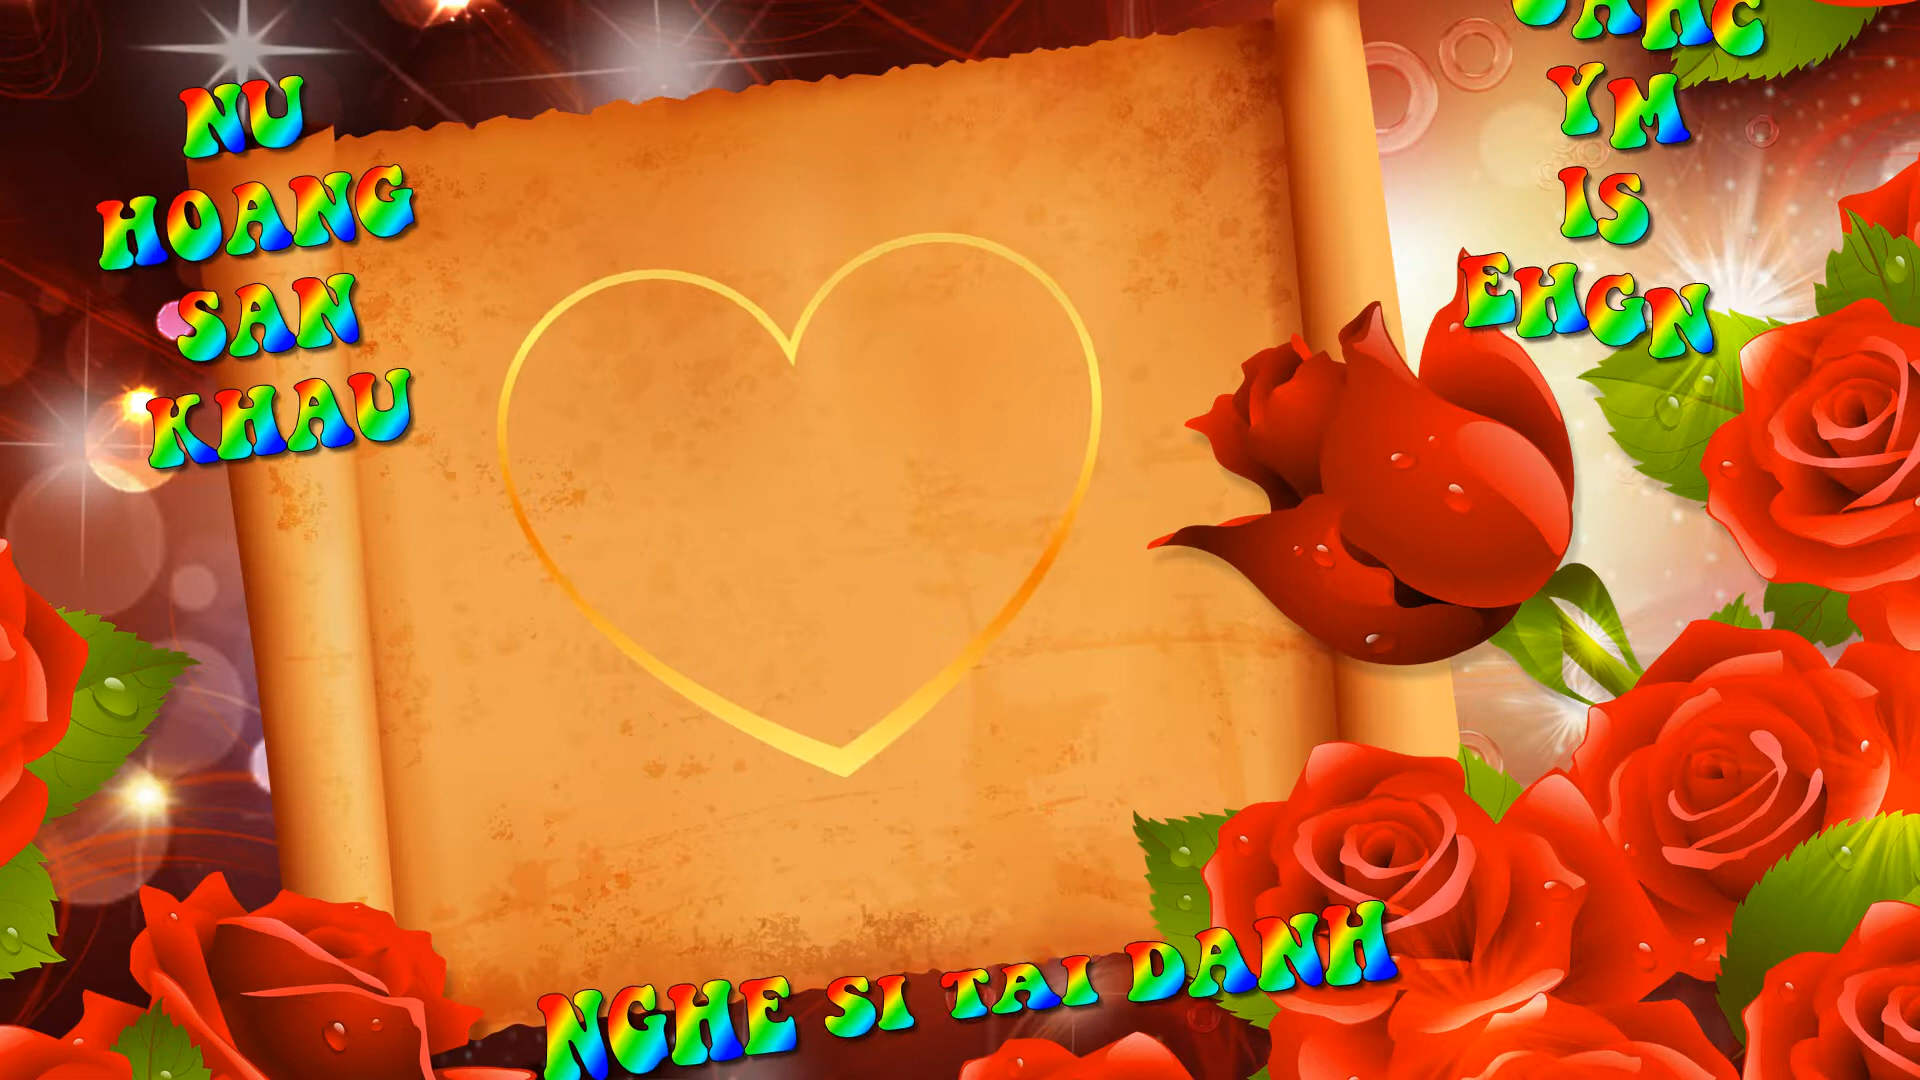 NU
HOANG
SAN
KHAU
YM
IS
EHGN
NGHE SI TAI DANH